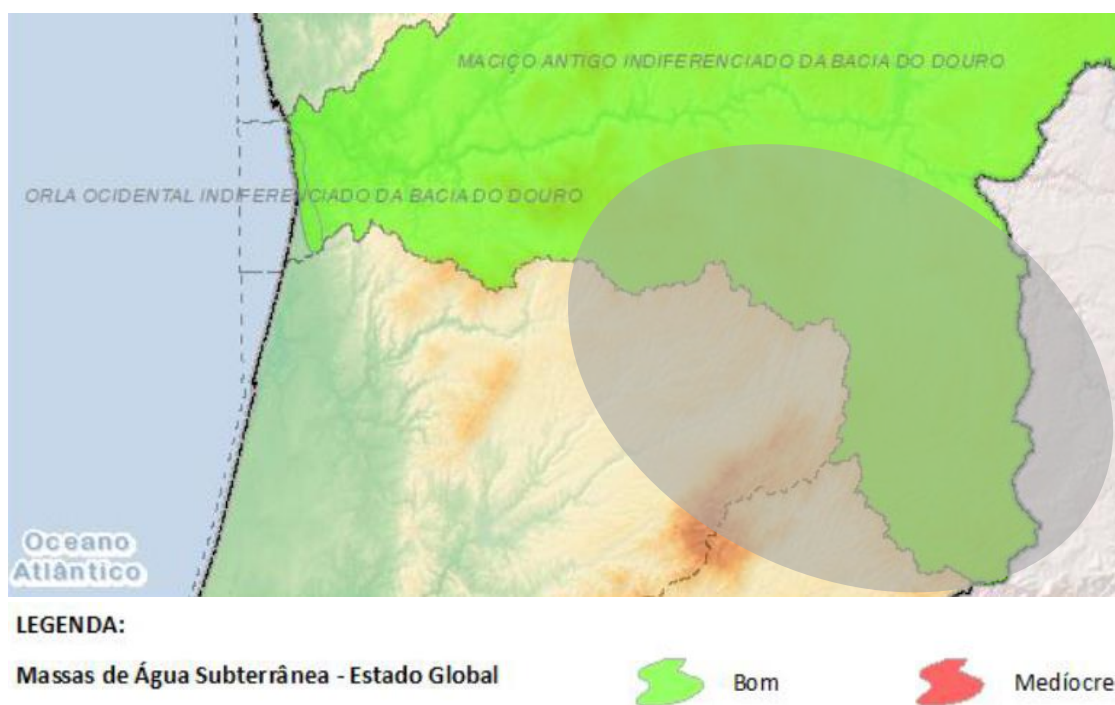 MACIÇO ANTIGO INDIFERENCIADO DA BACIA DO DOURO
ORLA OCIDENTAL INDIFERENCIADO DA BACIA DO DOURO
Oceano
Atlântico
LEGENDA:
Massas de Água Subterrânea - Estado Global
Bom
Medíocre